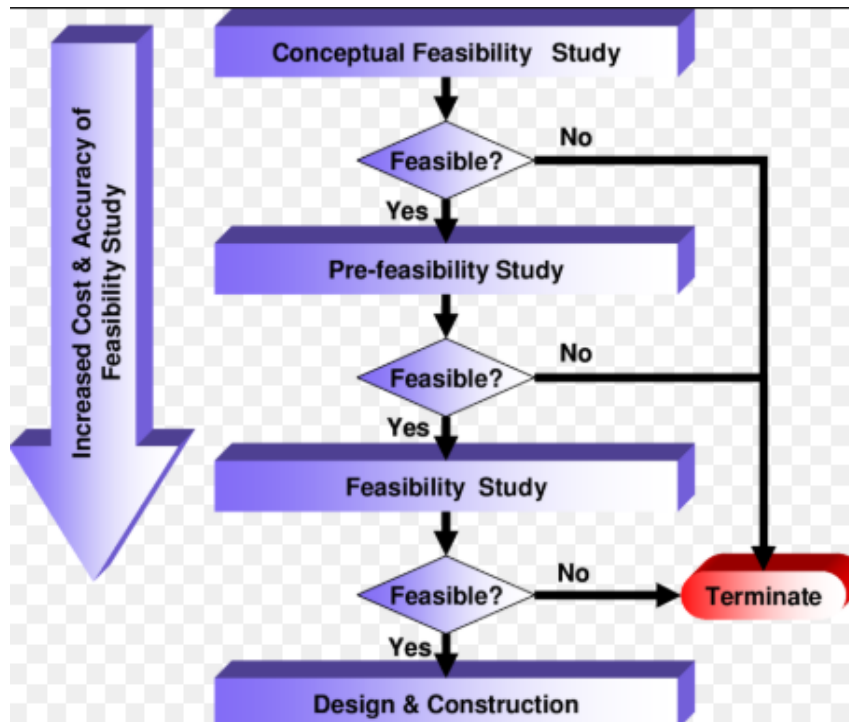 Conceptual Feasibility Study
Feasible?
No
Yes
Pre-feasibility Study
Feasible?
No
Yes
Feasibility Study
Feasible?
No
Terminate
Yes
Design & Construction
Increased Cost & Accuracy of
Feasibility Study